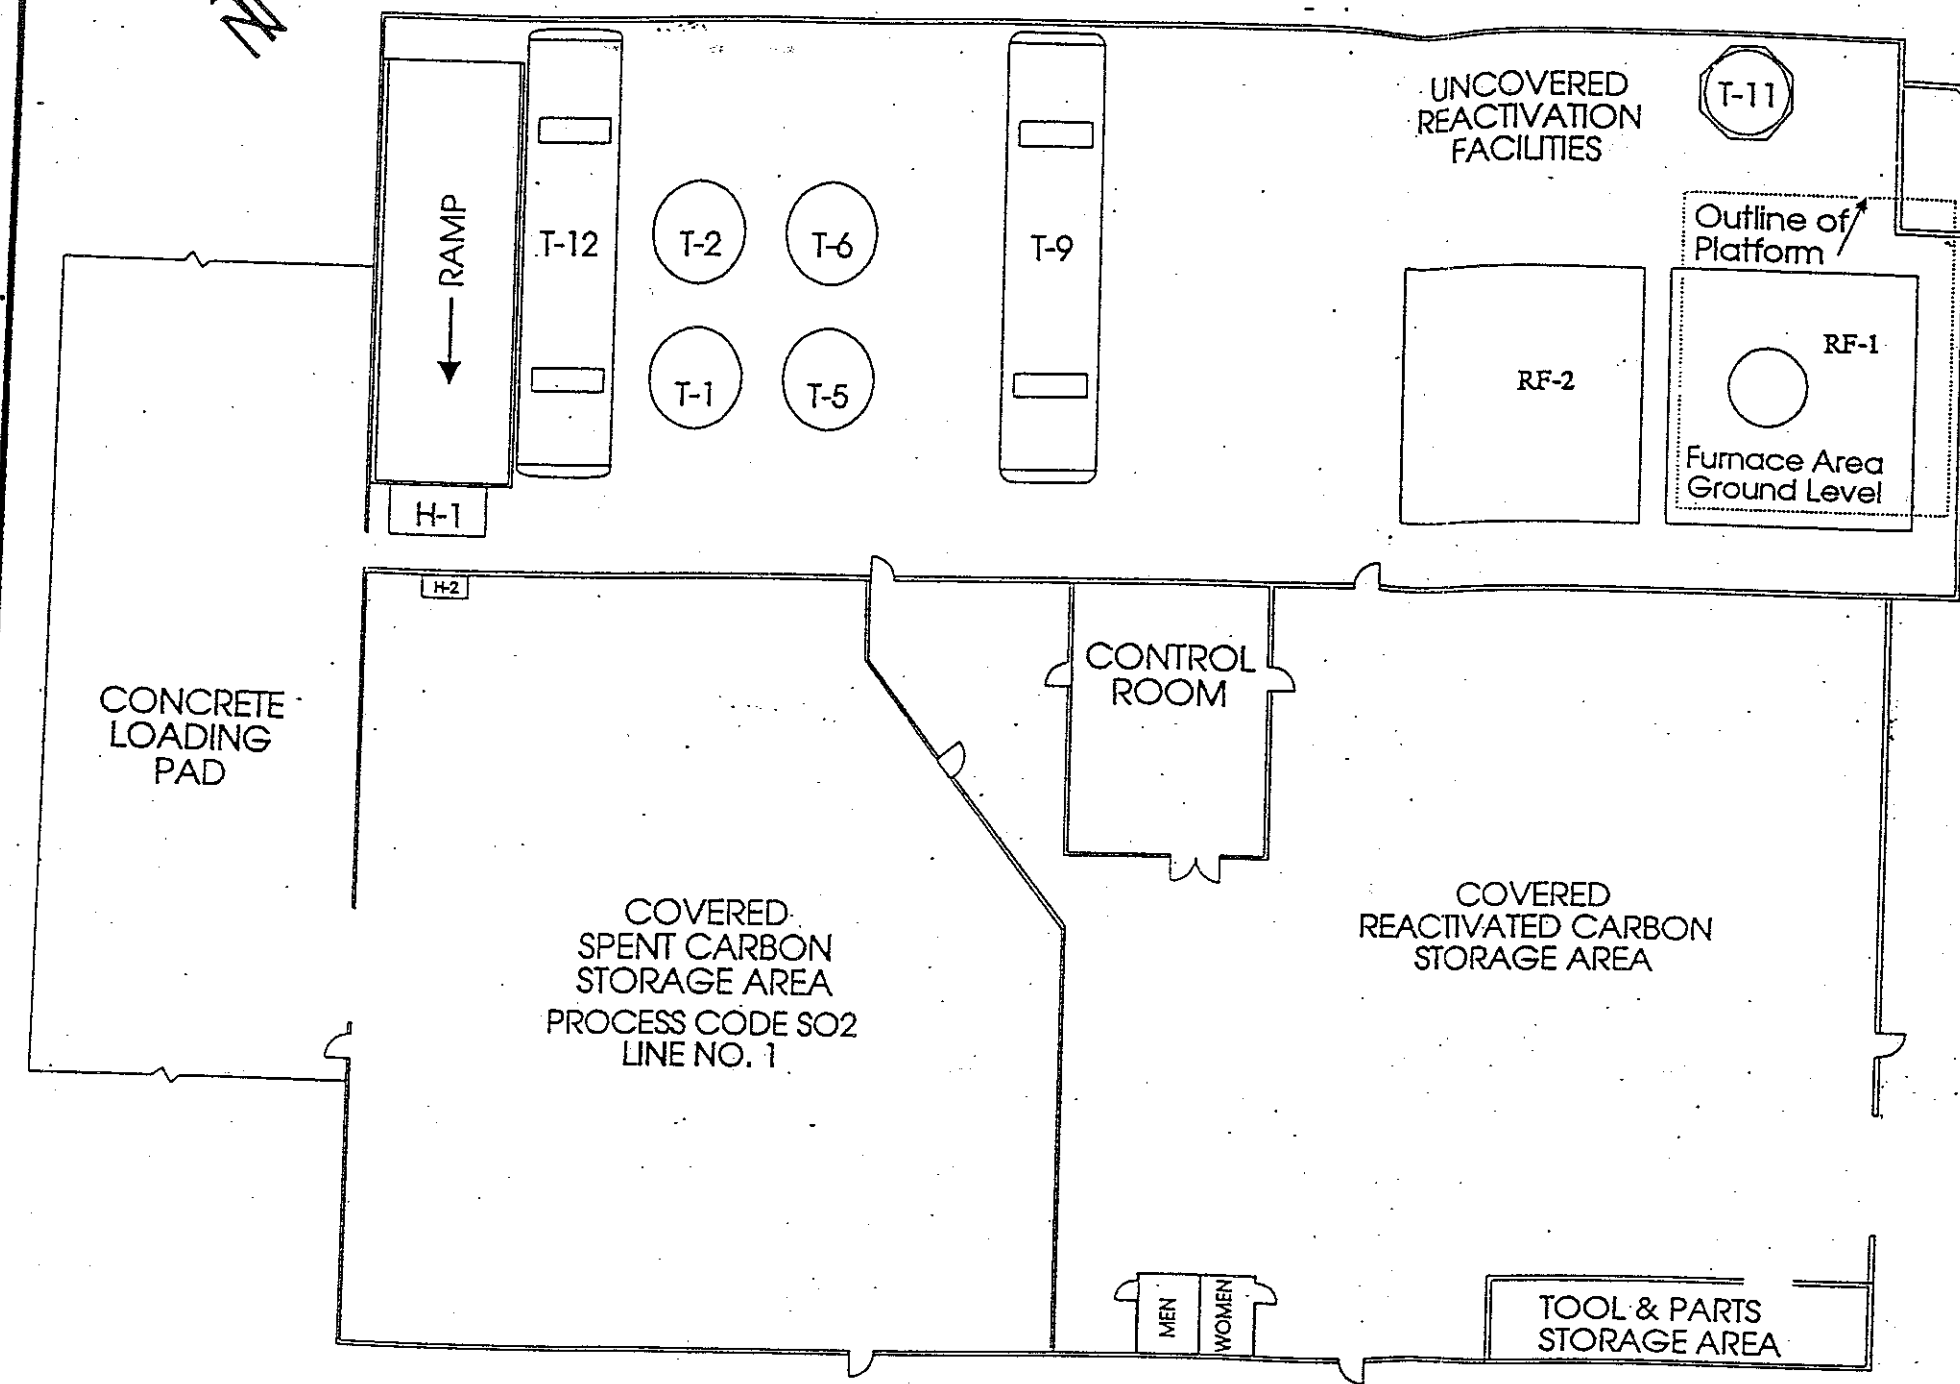 UNCOVERED
REACTIVATION
FACILITIES
T-11
RAMP
T-12
T-2
T-6
T-9
Outline of
Platform
T-1
T-5
RF-2
RF-1
Furnace Area
Ground Level
H-1
H-2
CONTROL
ROOM
CONCRETE
LOADING
PAD
COVERED
SPENT CARBON
STORAGE AREA
PROCESS CODE SO2
LINE NO. 1
COVERED
REACTIVATED CARBON
STORAGE AREA
MEN
WOMEN
TOOL & PARTS
STORAGE AREA